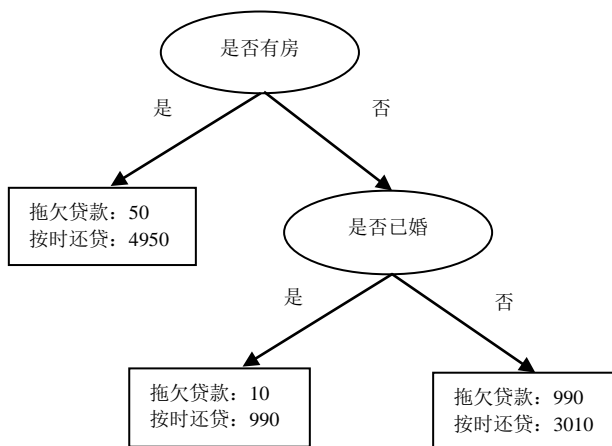 是否有房
是
否
拖欠贷款：50
按时还贷：4950
是否已婚
是
否
拖欠贷款：10
按时还贷：990
拖欠贷款：990
按时还贷：3010